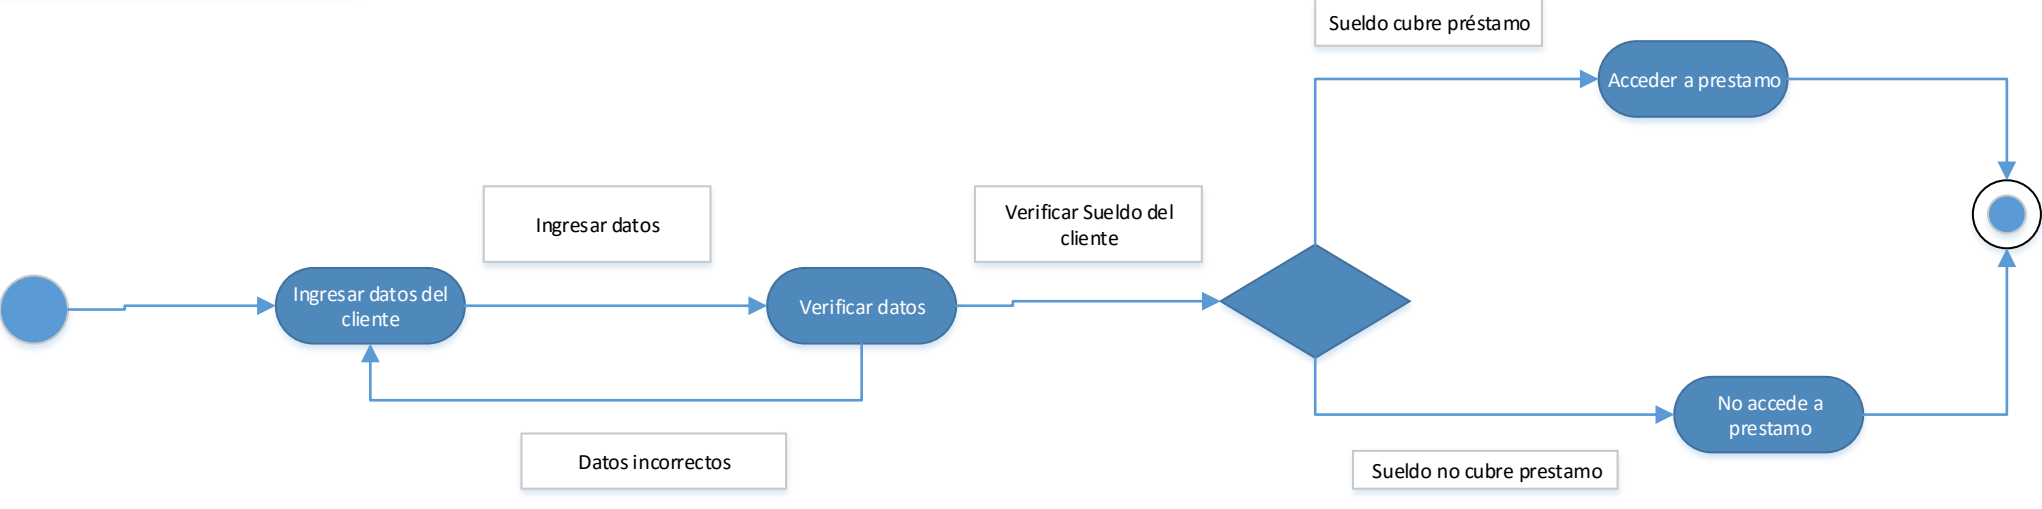 Sueldo cubre préstamo
Acceder a prestamo
Ingresar datos
Verificar Sueldo del
cliente
Ingresar datos del
cliente
Verificar datos
No accede a
prestamo
Datos incorrectos
Sueldo no cubre prestamo